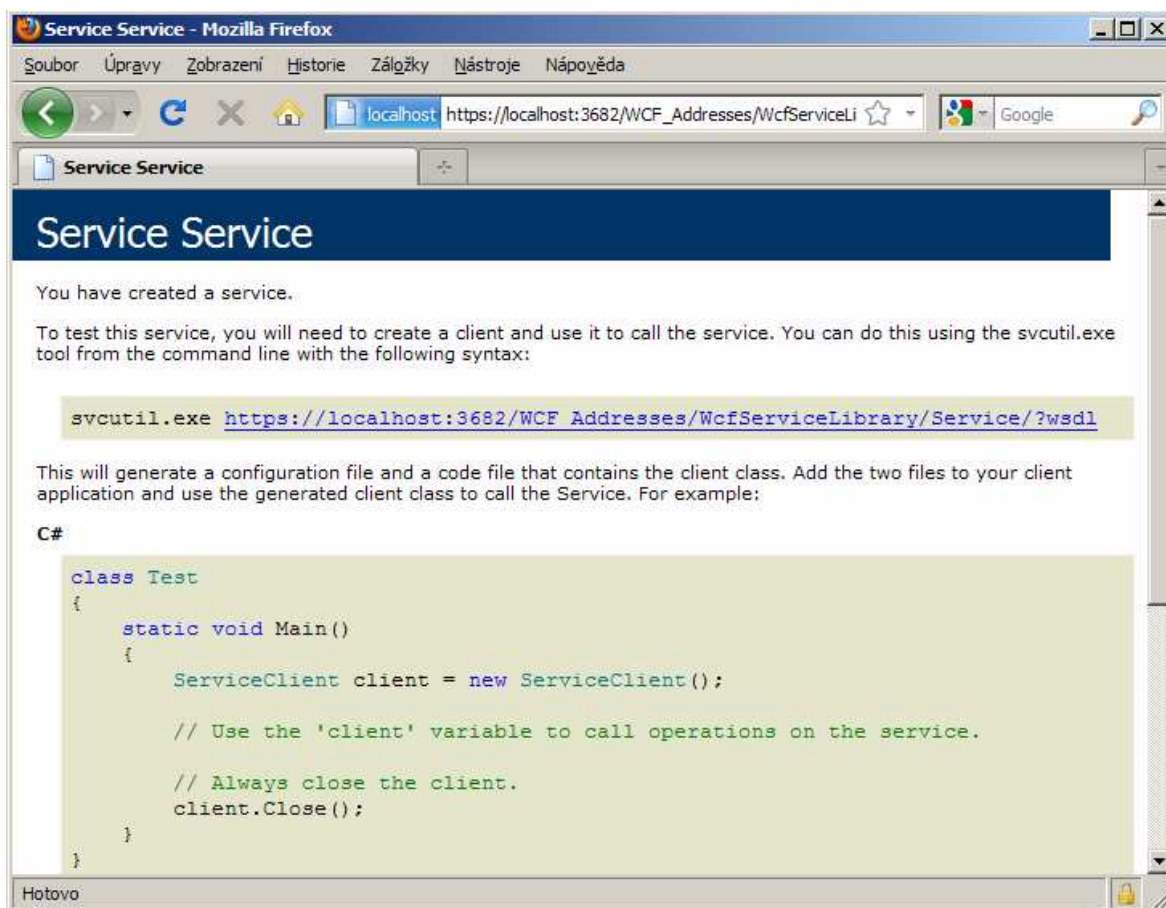 Service Service - Mozilla Firefox
Soubor Úpravy Zobrazení Historie Záložky Nástroje Nápověda
localhost https://localhost:3682/WCF_Addresses/WcfServiceLi Google
Service Service
Service Service
You have created a service.
To test this service, you will need to create a client and use it to call the service. You can do this using the svcutil.exe
tool from the command line with the following syntax:
svcutil.exe https://localhost:3682/WCF_Addresses/WcfServiceLibrary/Service/?wsdl
This will generate a configuration file and a code file that contains the client class. Add the two files to your client
application and use the generated client class to call the Service. For example:
C#
class Test
{
static void Main()
{
ServiceClient client = new ServiceClient();
// Use the 'client' variable to call operations on the service.
// Always close the client.
client.Close();
}
}
Hotovo